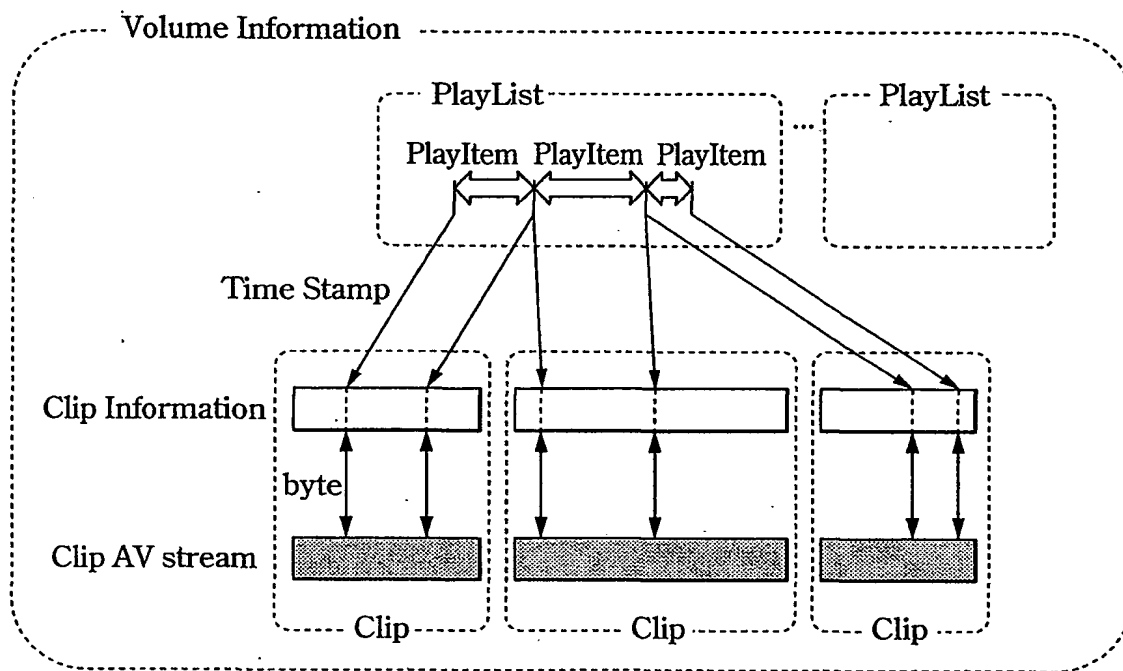 Volume Information
PlayList
PlayList
...
PlayItem PlayItem PlayItem
Time Stamp
Clip Information
byte
Clip AV stream
Clip
Clip
Clip